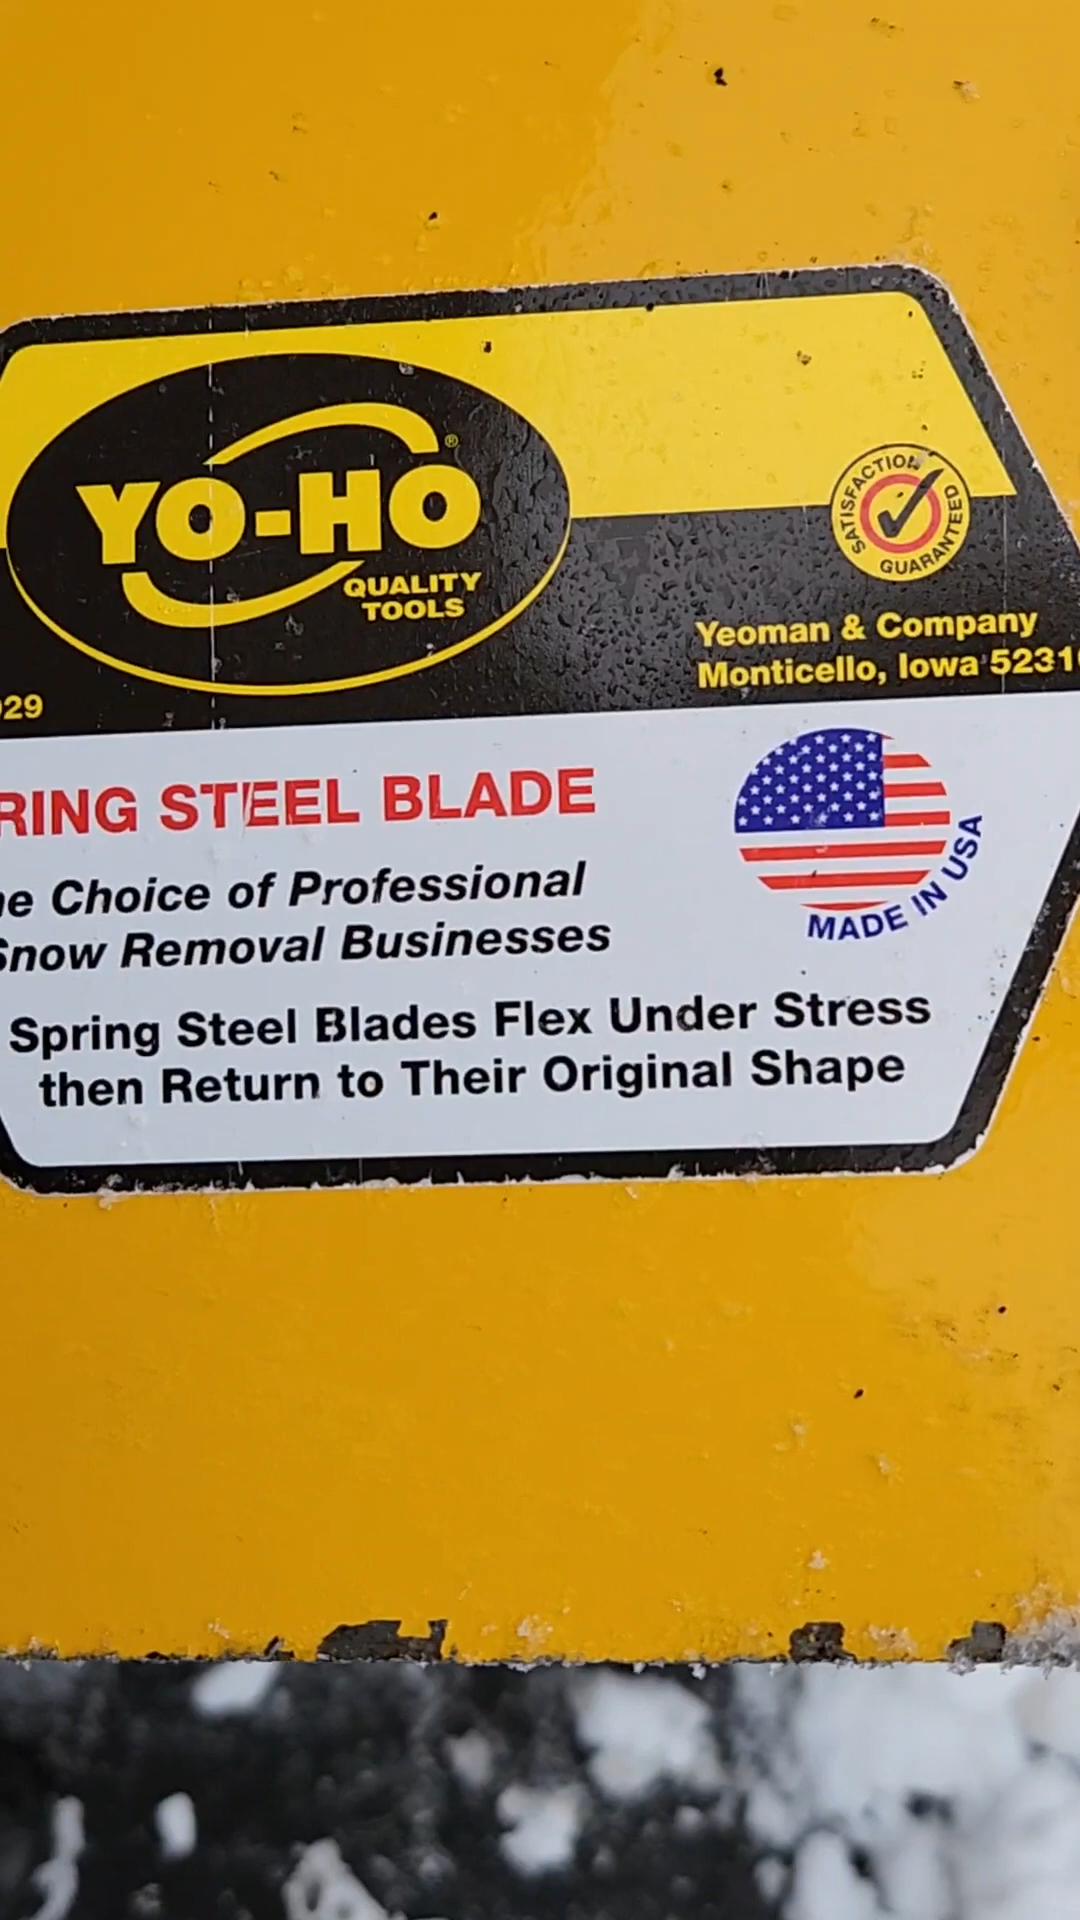 YO-HO®
QUALITY
TOOLS
SATISFACTION
GUARANTEED
Yeoman & Company
Monticello, Iowa 5231
29
RING STEEL BLADE
e Choice of Professional
Snow Removal Businesses
MADE IN USA
Spring Steel Blades Flex Under Stress
then Return to Their Original Shape